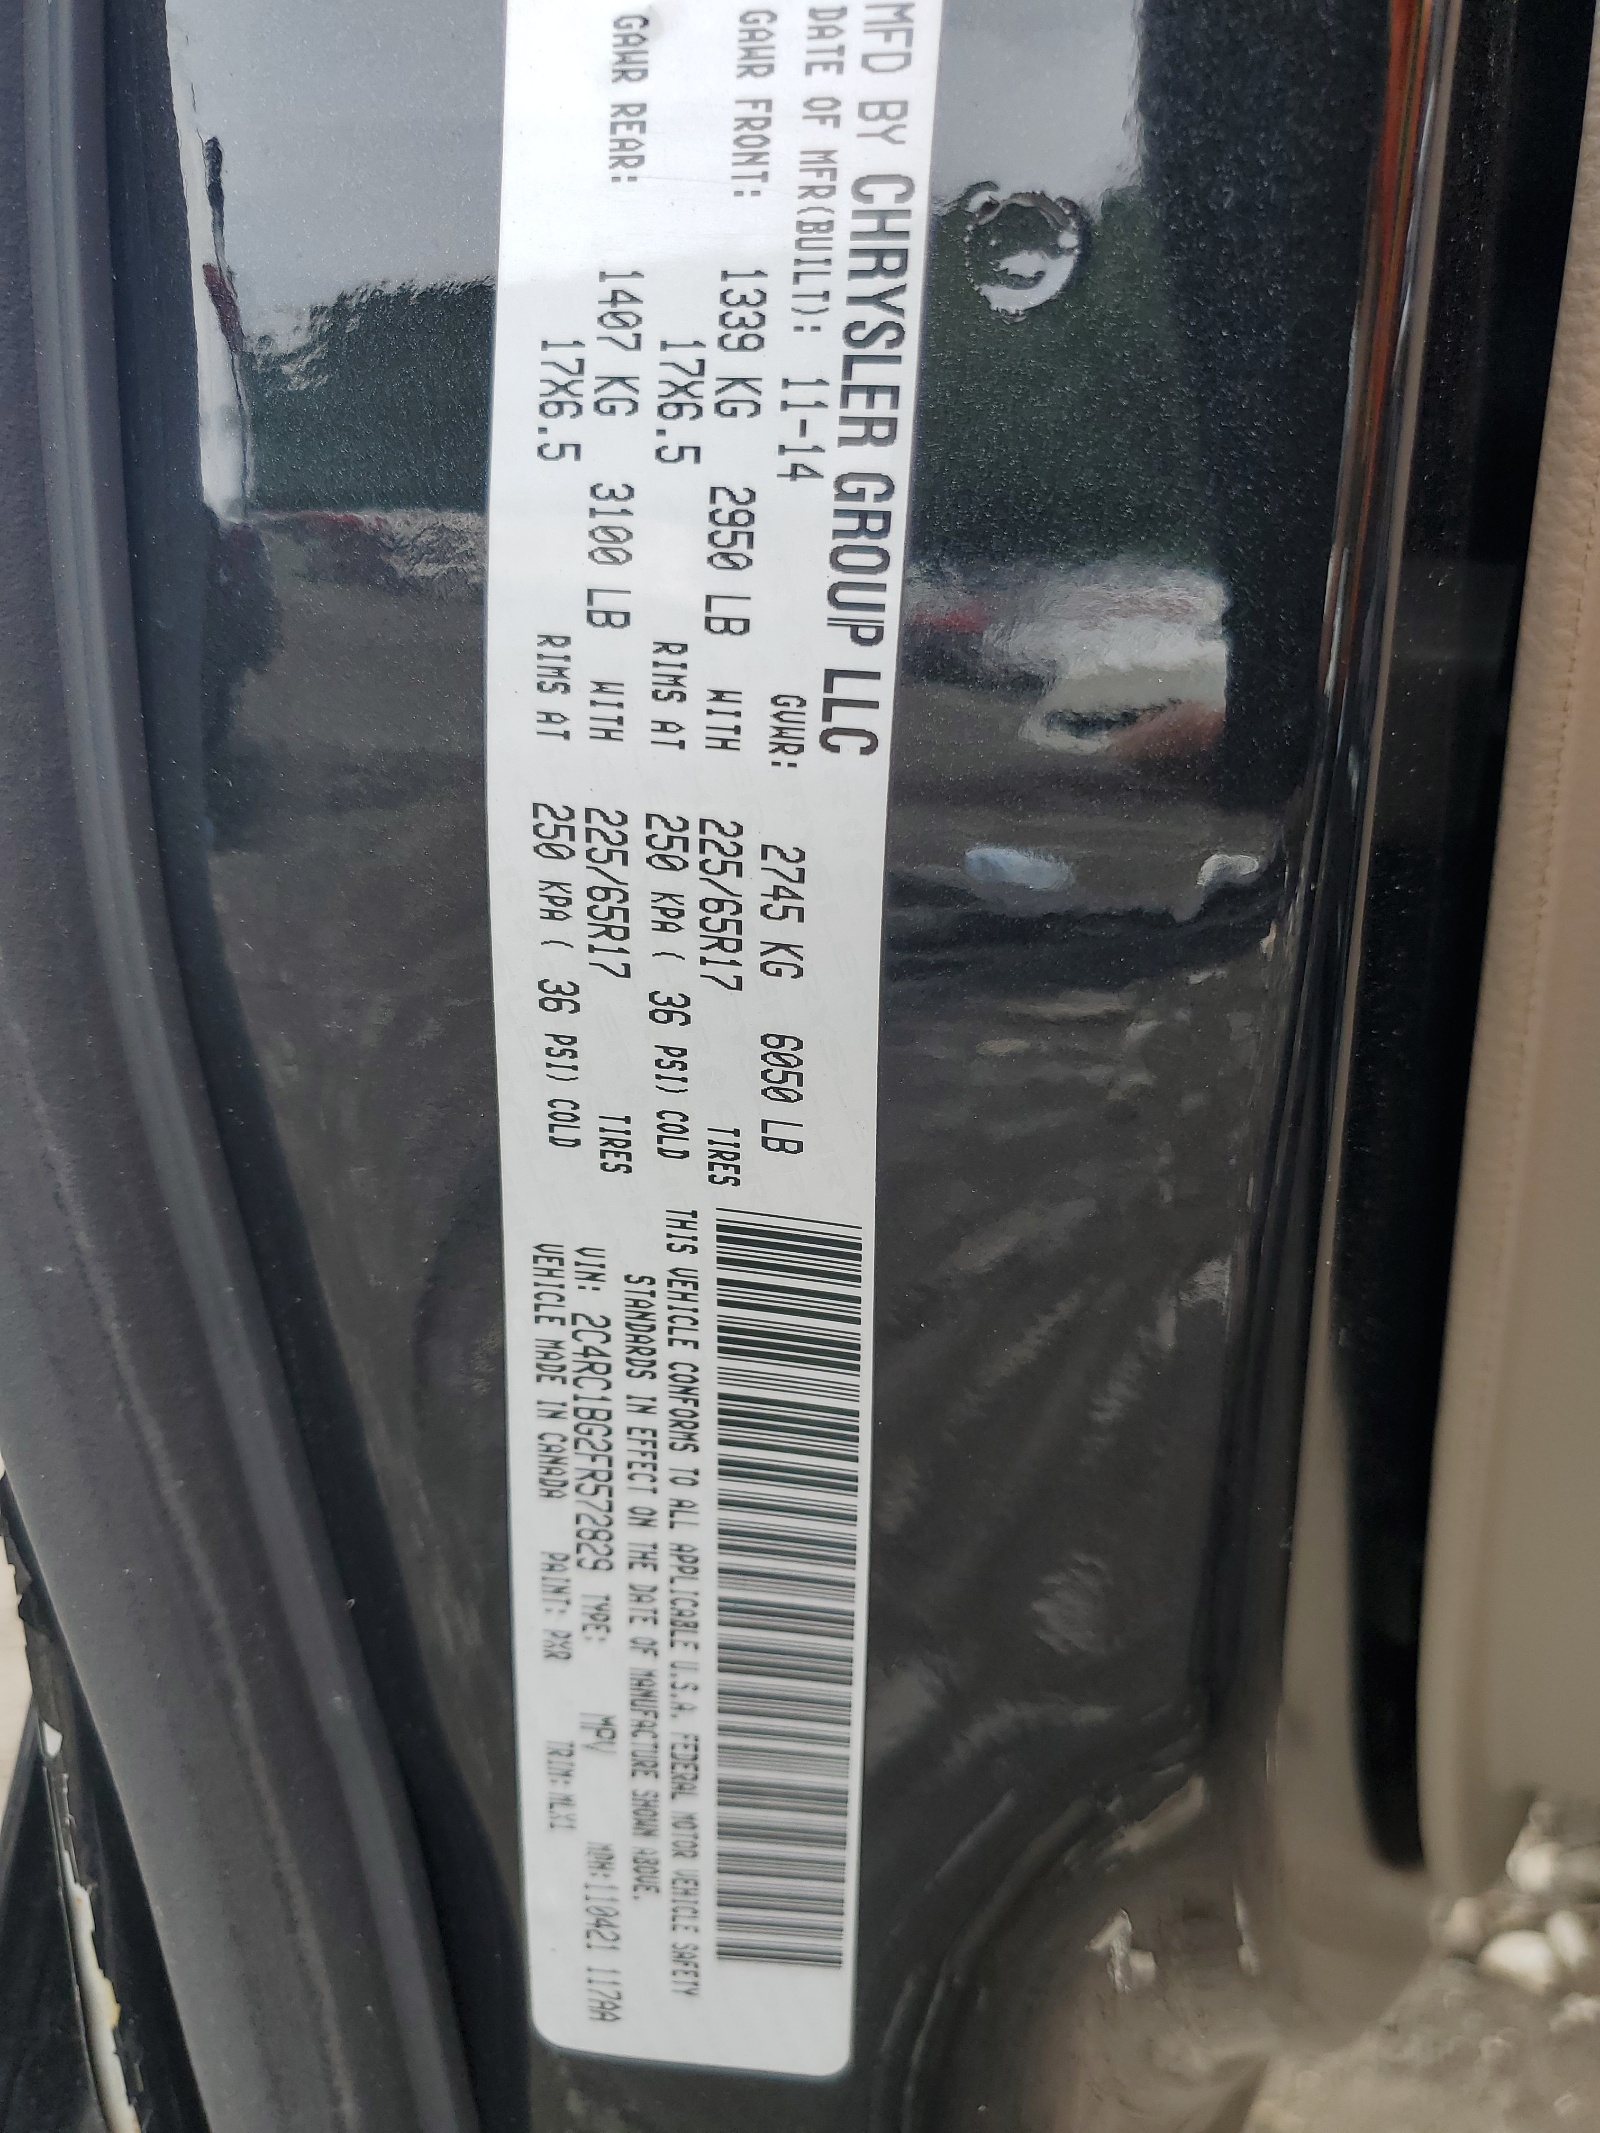 MFD BY CHRYSLER GROUP LLC
DATE OF MFR(BUILT): 11-14 GVWR: 2745 KG 6050 LB
GAWR FRONT: 1339 KG 2950 LB WITH 225/65R17 TIRES
17X6.5 RIMS AT 250 KPA ( 36 PSI) COLD
GAWR REAR: 1407 KG 3100 LB WITH 225/65R17 TIRES
17X6.5 RIMS AT 250 KPA ( 36 PSI) COLD
THIS VEHICLE CONFORMS TO ALL APPLICABLE U.S.A. FEDERAL MOTOR VEHICLE SAFETY
STANDARDS IN EFFECT ON THE DATE OF MANUFACTURE SHOWN ABOVE.
VIN: 2C4RC1BG2FR572829 TYPE: MPV MDH:110421 117AA
VEHICLE MADE IN CANADA PAINT: PXR TRIM:MLX1